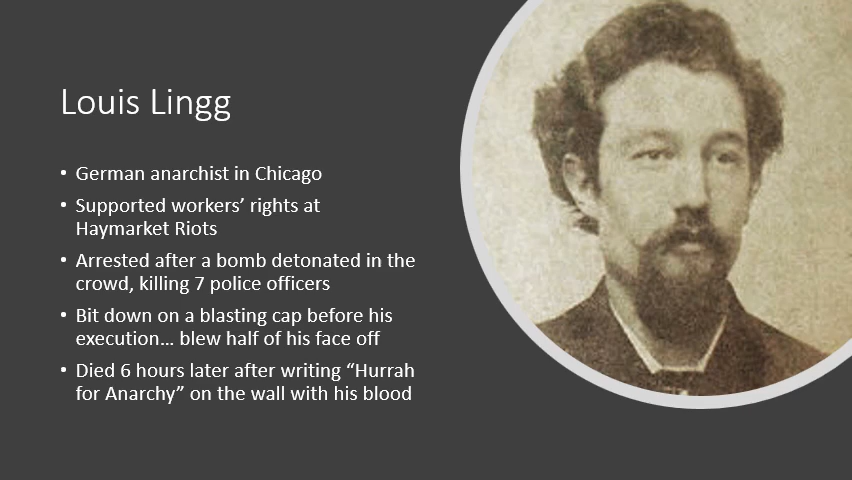 Louis Lingg
• German anarchist in Chicago
• Supported workers’ rights at
Haymarket Riots
• Arrested after a bomb detonated in the
crowd, killing 7 police officers
• Bit down on a blasting cap before his
execution… blew half of his face off
• Died 6 hours later after writing “Hurrah
for Anarchy” on the wall with his blood